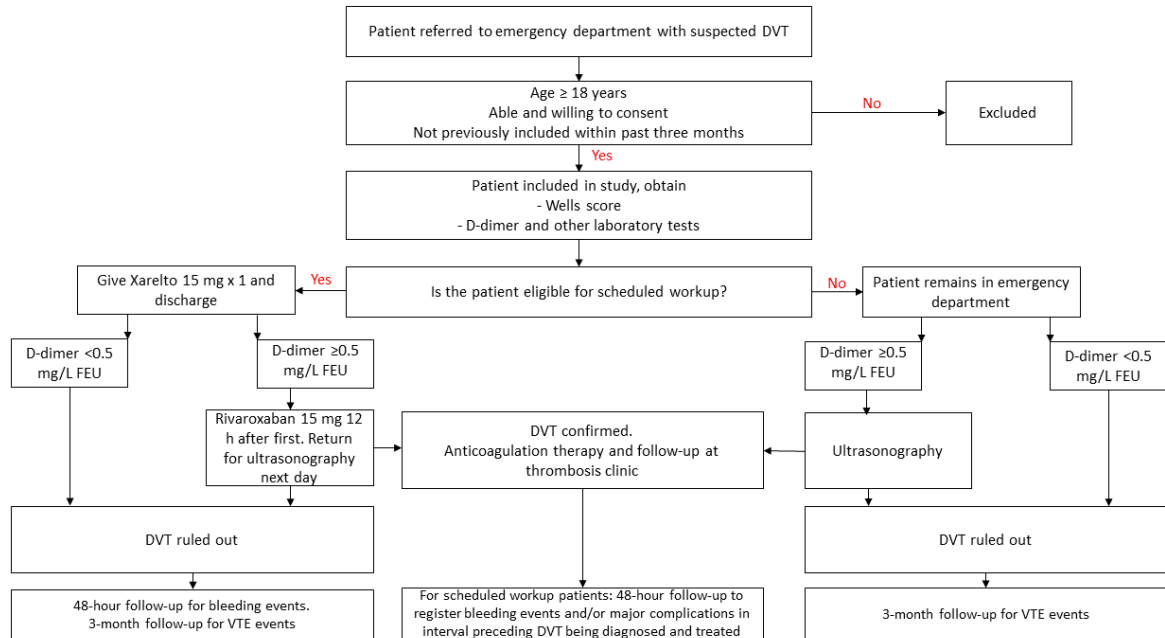 Patient referred to emergency department with suspected DVT
Age ≥ 18 years
Able and willing to consent
Not previously included within past three months
No
Excluded
Yes
Patient included in study, obtain
- Wells score
- D-dimer and other laboratory tests
Give Xarelto 15 mg x 1 and
discharge
Yes
Is the patient eligible for scheduled workup?
No
Patient remains in emergency
department
D-dimer <0.5
mg/L FEU
D-dimer ≥0.5
mg/L FEU
D-dimer ≥0.5
mg/L FEU
D-dimer <0.5
mg/L FEU
Rivaroxaban 15 mg 12
h after first. Return
for ultrasonography
next day
DVT confirmed.
Anticoagulation therapy and follow-up at
thrombosis clinic
Ultrasonography
DVT ruled out
DVT ruled out
48-hour follow-up for bleeding events.
3-month follow-up for VTE events
For scheduled workup patients: 48-hour follow-up to
register bleeding events and/or major complications in
interval preceding DVT being diagnosed and treated
3-month follow-up for VTE events